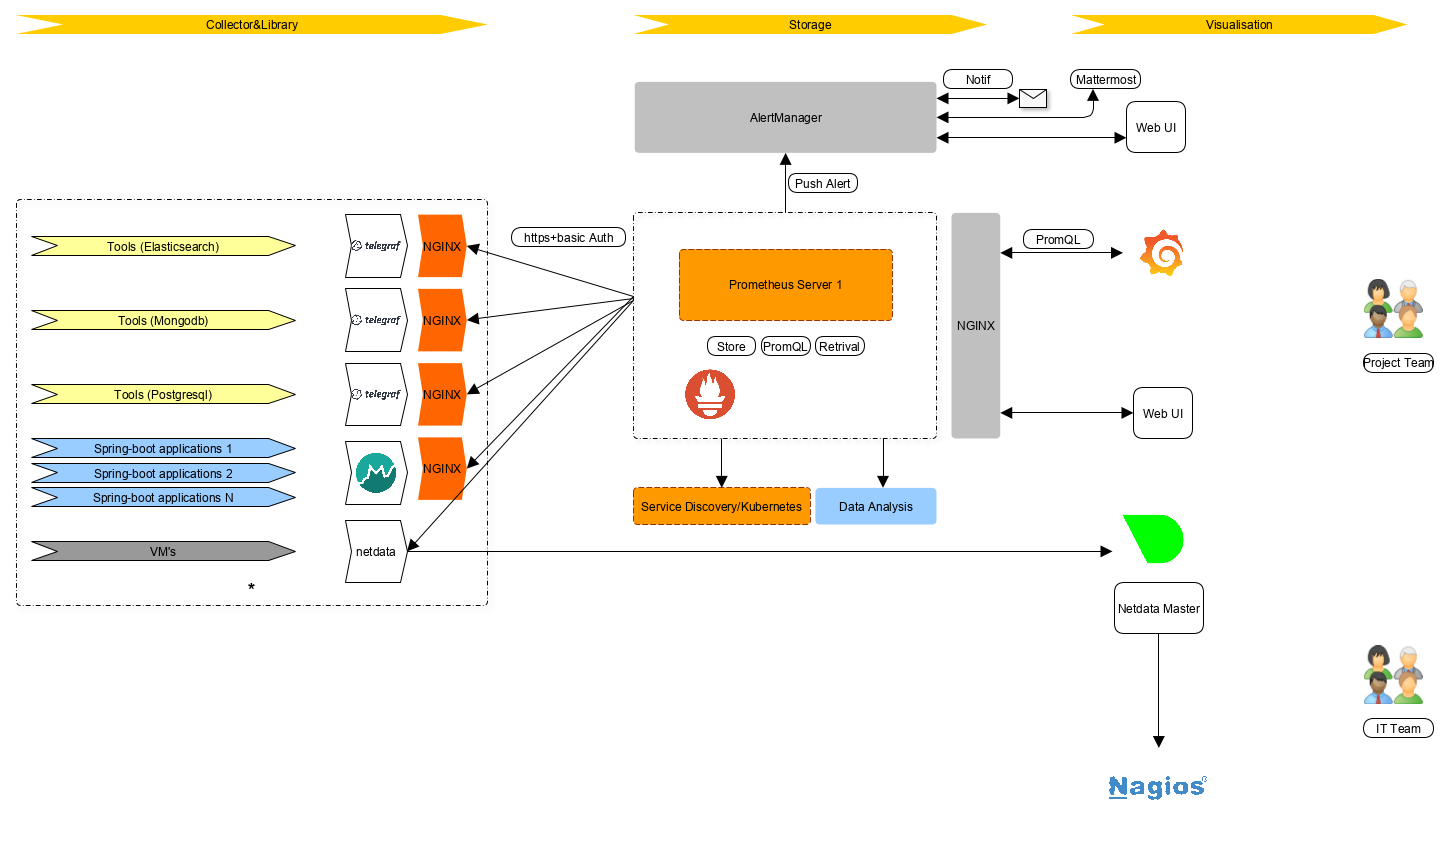 Collector&Library
Storage
Visualisation
Notif
Mattermost
AlertManager
Web UI
Push Alert
https+basic Auth
Tools (Elasticsearch)
telegraf
NGINX
PromQL
Prometheus Server 1
Tools (Mongodb)
telegraf
NGINX
NGINX
Store
PromQL
Retrival
Project Team
Tools (Postgresql)
telegraf
NGINX
Web UI
Spring-boot applications 1
Spring-boot applications 2
Spring-boot applications N
NGINX
Service Discovery/Kubernetes
Data Analysis
VM's
netdata
*
Netdata Master
IT Team
Nagios